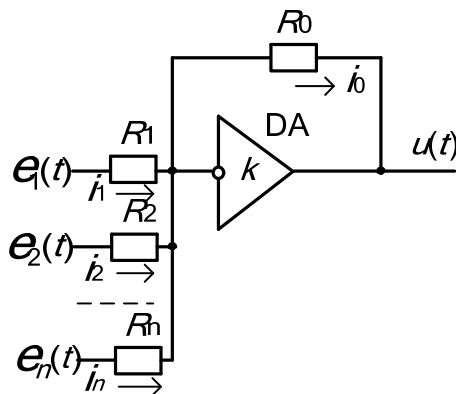 R0
i0
DA
R1
k
u(t)
e1(t)
i1
R2
e2(t)
i2
Rn
en(t)
in